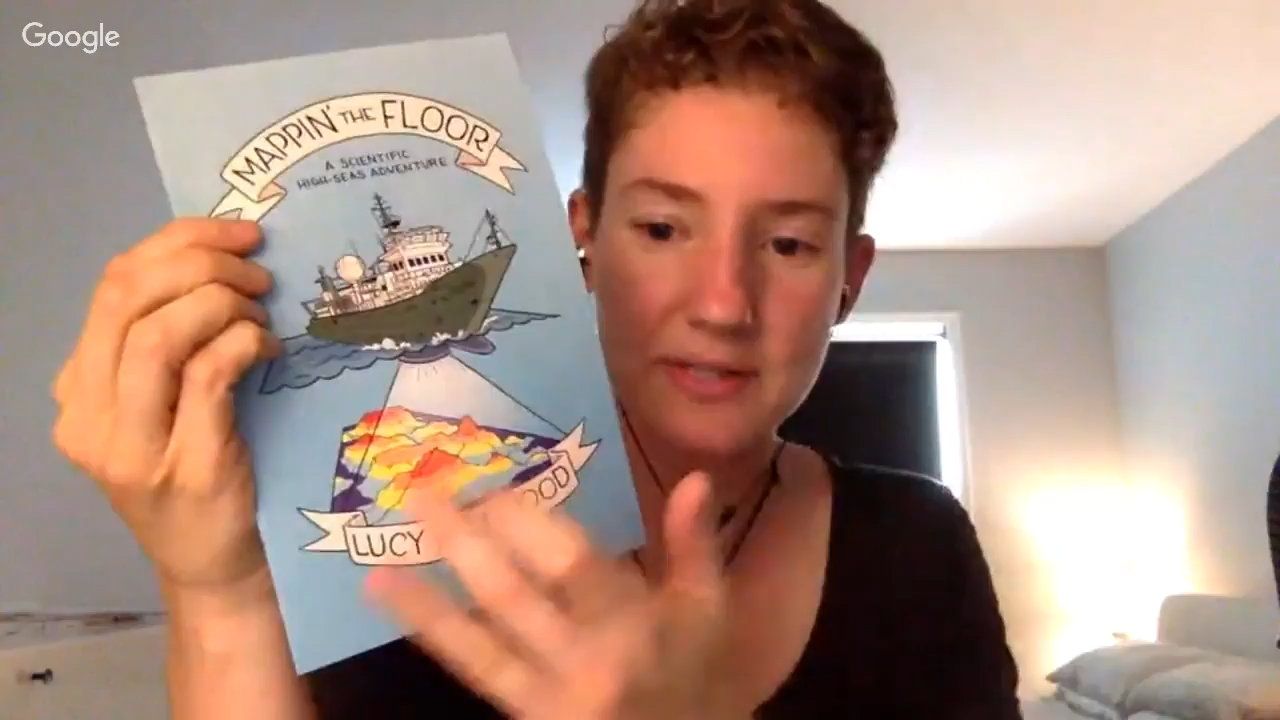 Google
MAPPIN' THE FLOOR
A SCIENTIFIC
HIGH-SEAS ADVENTURE
LUCY